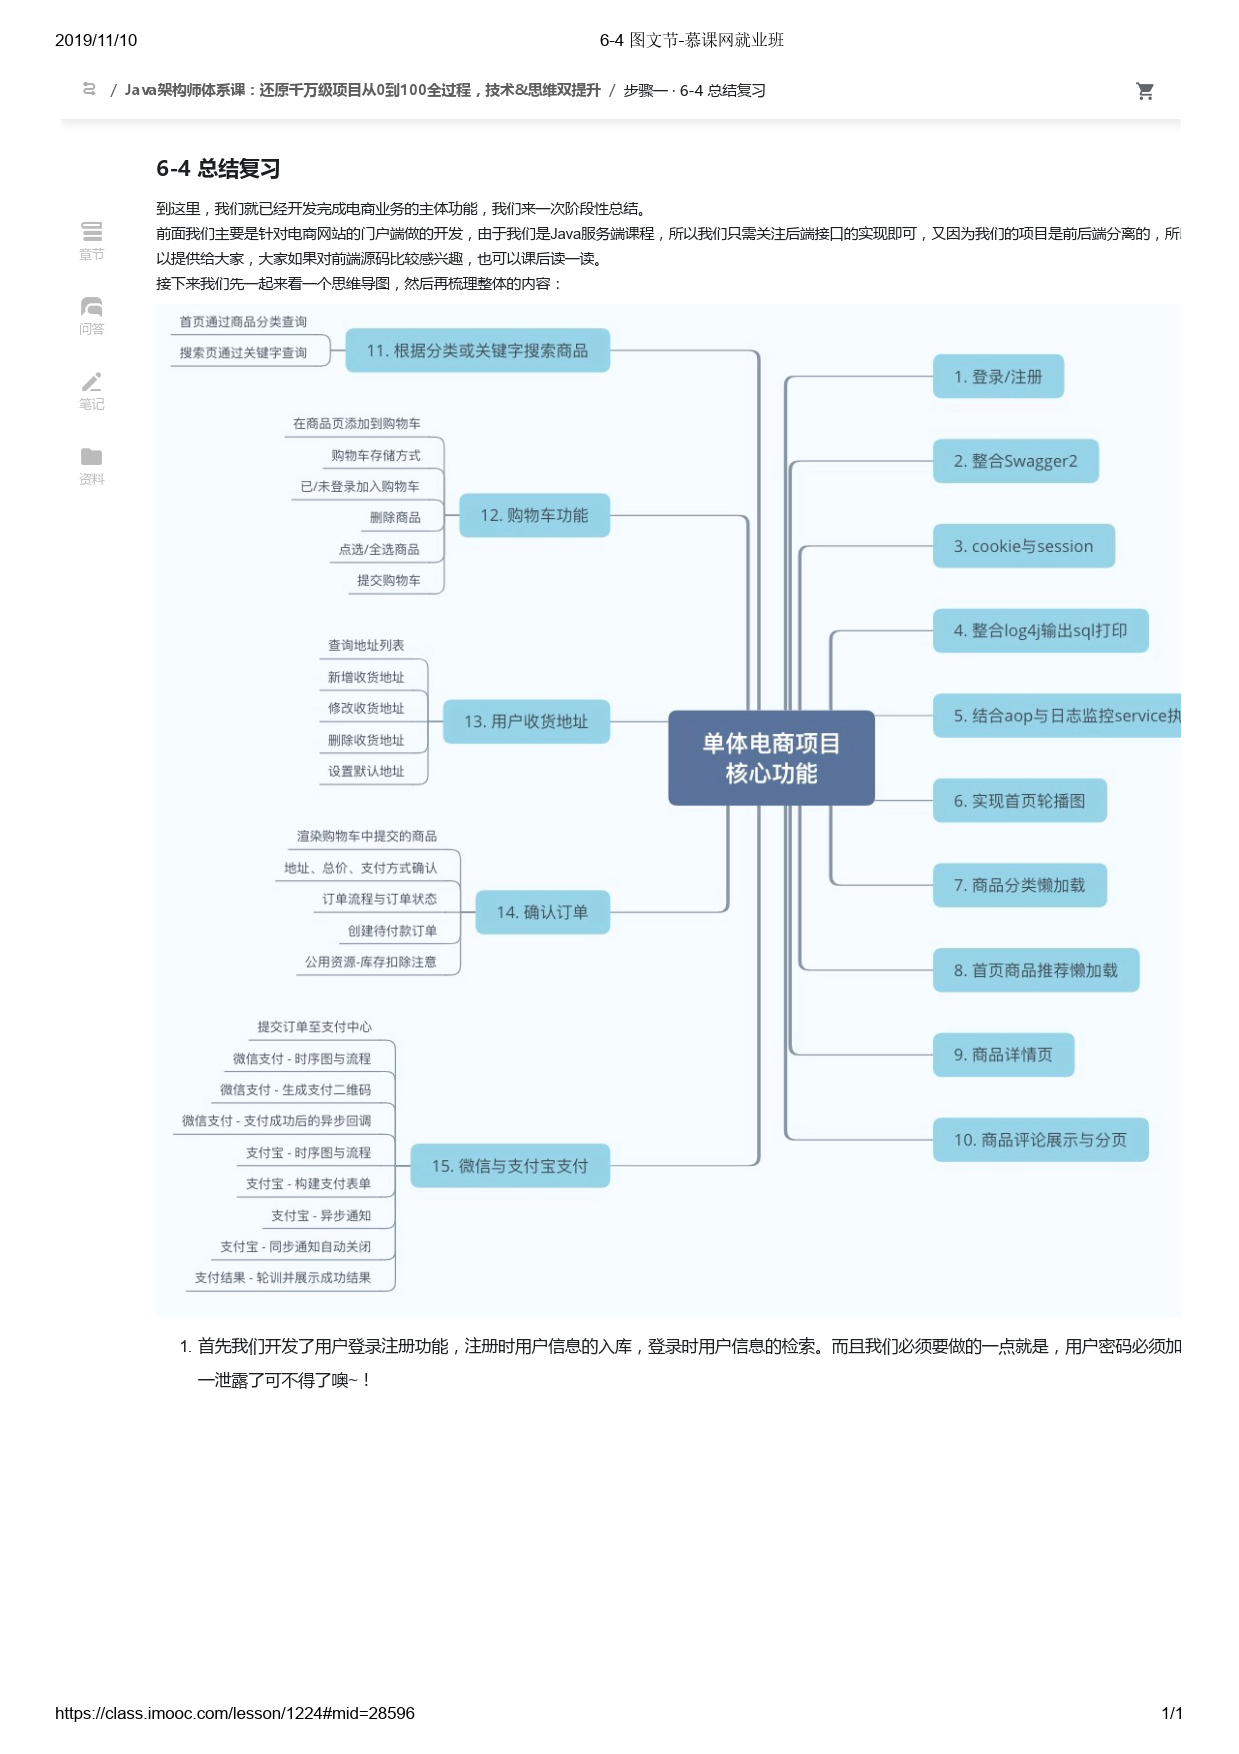 2019/11/10
6-4 图文节-慕课网就业班
/ Java架构师体系课：还原千万级项目从0到100全过程，技术&思维双提升 / 步骤一 · 6-4 总结复习
章节
问答
笔记
资料
6-4 总结复习
到这里，我们就已经开发完成电商业务的主体功能，我们来一次阶段性总结。
前面我们主要是针对电商网站的门户端做的开发，由于我们是Java服务端课程，所以我们只需关注后端接口的实现即可，又因为我们的项目是前后端分离的，所
以提供给大家，大家如果对前端源码比较感兴趣，也可以课后读一读。
接下来我们先一起来看一个思维导图，然后再梳理整体的内容：
单体电商项目
核心功能
1. 登录/注册
2. 整合Swagger2
3. cookie与session
4. 整合log4j输出sql打印
5. 结合aop与日志监控service执
6. 实现首页轮播图
7. 商品分类懒加载
8. 首页商品推荐懒加载
9. 商品详情页
10. 商品评论展示与分页
11. 根据分类或关键字搜索商品
首页通过商品分类查询
搜索页通过关键字查询
12. 购物车功能
在商品页添加到购物车
购物车存储方式
已/未登录加入购物车
删除商品
点选/全选商品
提交购物车
13. 用户收货地址
查询地址列表
新增收货地址
修改收货地址
删除收货地址
设置默认地址
14. 确认订单
渲染购物车中提交的商品
地址、总价、支付方式确认
订单流程与订单状态
创建待付款订单
公用资源-库存扣除注意
15. 微信与支付宝支付
提交订单至支付中心
微信支付 - 时序图与流程
微信支付 - 生成支付二维码
微信支付 - 支付成功后的异步回调
支付宝 - 时序图与流程
支付宝 - 构建支付表单
支付宝 - 异步通知
支付宝 - 同步通知自动关闭
支付结果 - 轮训并展示成功结果
1. 首先我们开发了用户登录注册功能，注册时用户信息的入库，登录时用户信息的检索。而且我们必须要做的一点就是，用户密码必须加
一泄露了可不得了噢~！
https://class.imooc.com/lesson/1224#mid=28596
1/1